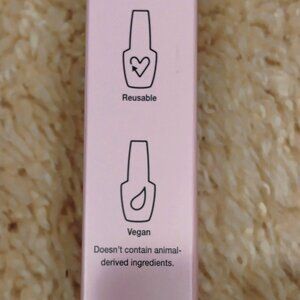 Reusable
Vegan
Doesn't contain animal-
derived ingredients.